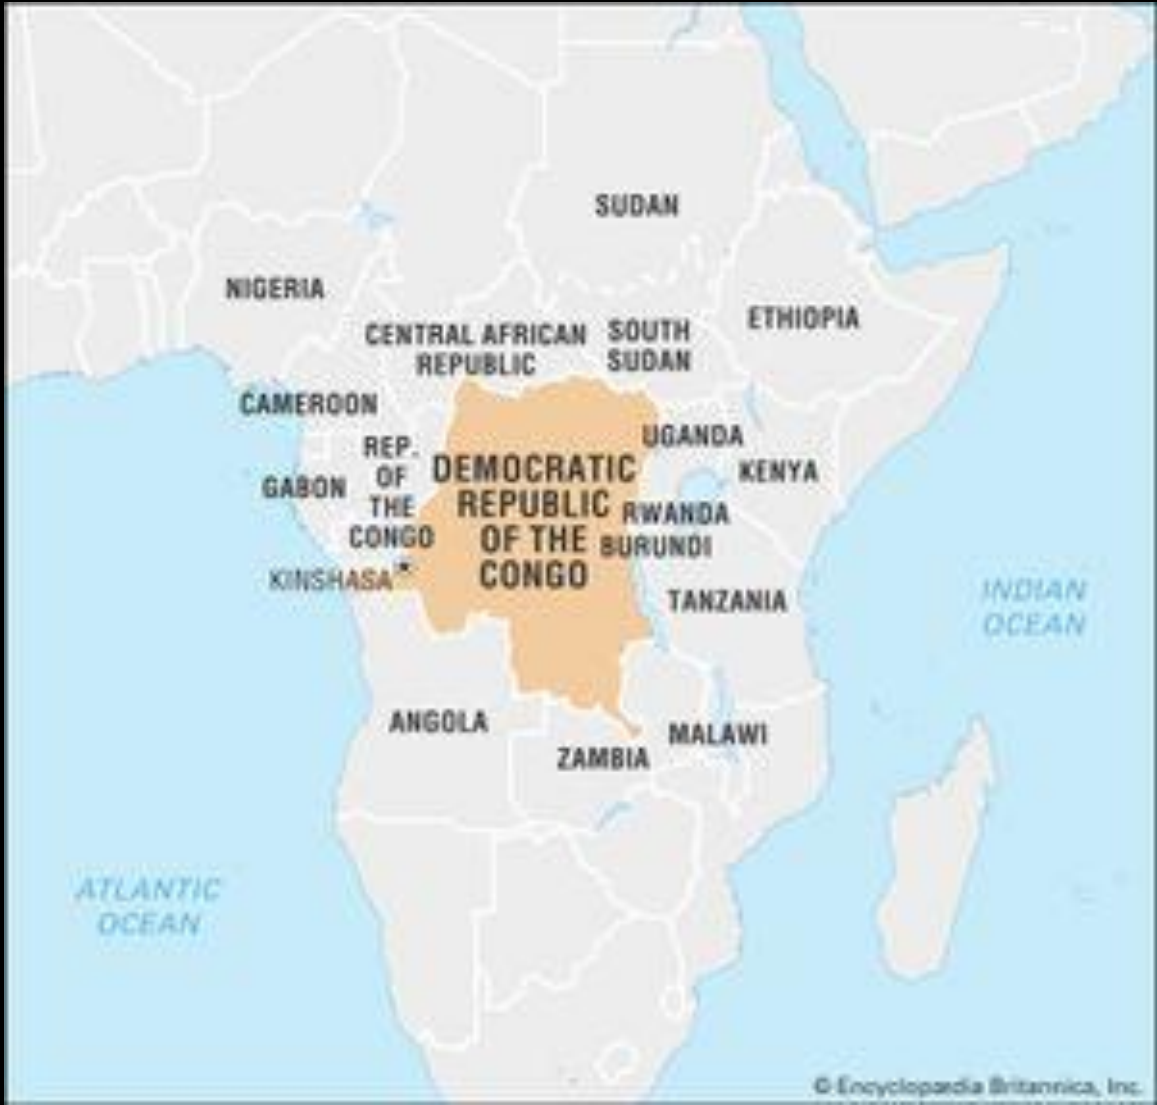 SUDAN
NIGERIA
ETHIOPIA
CENTRAL AFRICAN
REPUBLIC
SOUTH
SUDAN
CAMEROON
UGANDA
REP.
OF
THE
CONGO
GABON
DEMOCRATIC
REPUBLIC
OF THE
CONGO
KENYA
RWANDA
BURUNDI
KINSHASA
TANZANIA
INDIAN
OCEAN
ANGOLA
MALAWI
ZAMBIA
ATLANTIC
OCEAN
© Encyclopædia Britannica, Inc.